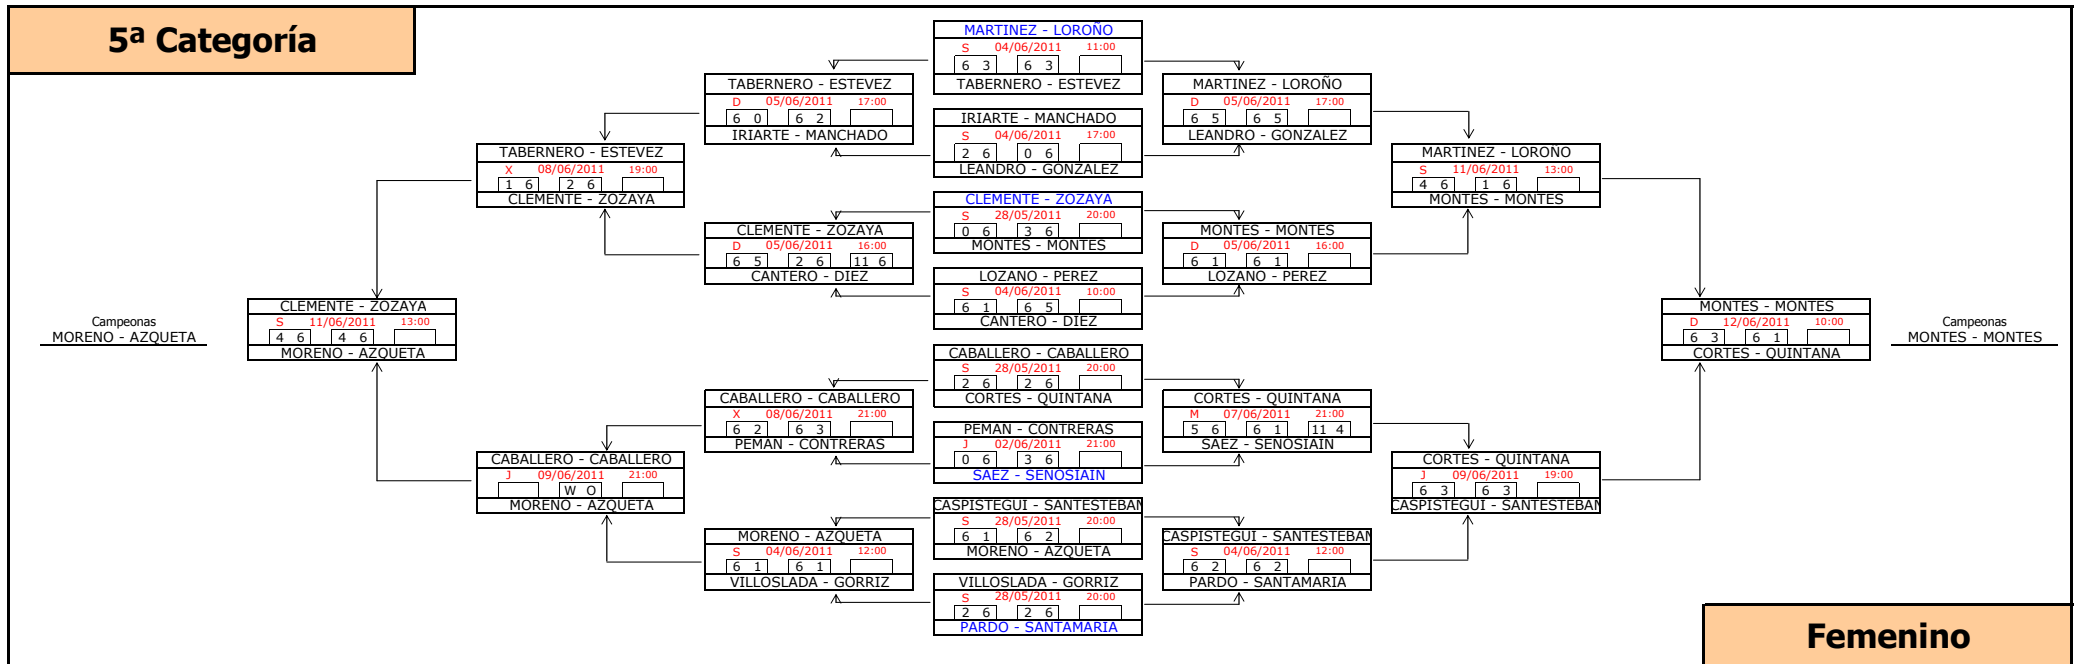 5ª Categoría
MARTINEZ - LOROÑO
S 04/06/2011 11:00
6 3 6 3
TABERNERO - ESTEVEZ
IRIARTE - MANCHADO
S 04/06/2011 17:00
2 6 0 6
LEANDRO - GONZALEZ
CLEMENTE - ZOZAYA
S 28/05/2011 20:00
0 6 3 6
MONTES - MONTES
LOZANO - PEREZ
S 04/06/2011 10:00
6 1 6 5
CANTERO - DIEZ
CABALLERO - CABALLERO
S 28/05/2011 20:00
2 6 2 6
CORTES - QUINTANA
PEMAN - CONTRERAS
J 02/06/2011 21:00
0 6 3 6
SAEZ - SENOSIAIN
CASPISTEGUI - SANTESTEBAN
S 28/05/2011 20:00
6 1 6 2
MORENO - AZQUETA
VILLOSLADA - GORRIZ
S 28/05/2011 20:00
2 6 2 6
PARDO - SANTAMARIA
TABERNERO - ESTEVEZ
D 05/06/2011 17:00
6 0 6 2
IRIARTE - MANCHADO
CLEMENTE - ZOZAYA
D 05/06/2011 16:00
6 5 2 6 11 6
CANTERO - DIEZ
CABALLERO - CABALLERO
X 08/06/2011 21:00
6 2 6 3
PEMAN - CONTRERAS
MORENO - AZQUETA
S 04/06/2011 12:00
6 1 6 1
VILLOSLADA - GORRIZ
TABERNERO - ESTEVEZ
X 08/06/2011 19:00
1 6 2 6
CLEMENTE - ZOZAYA
CABALLERO - CABALLERO
J 09/06/2011 21:00
W O
MORENO - AZQUETA
CLEMENTE - ZOZAYA
S 11/06/2011 13:00
4 6 4 6
MORENO - AZQUETA
Campeonas
MORENO - AZQUETA
MARTINEZ - LOROÑO
D 05/06/2011 17:00
6 5 6 5
LEANDRO - GONZALEZ
MONTES - MONTES
D 05/06/2011 16:00
6 1 6 1
LOZANO - PEREZ
CORTES - QUINTANA
M 07/06/2011 21:00
5 6 6 1 11 4
SAEZ - SENOSIAIN
CASPISTEGUI - SANTESTEBAN
S 04/06/2011 12:00
6 2 6 2
PARDO - SANTAMARIA
MARTINEZ - LOROÑO
S 11/06/2011 13:00
4 6 1 6
MONTES - MONTES
CORTES - QUINTANA
J 09/06/2011 19:00
6 3 6 3
CASPISTEGUI - SANTESTEBAN
MONTES - MONTES
D 12/06/2011 10:00
6 3 6 1
CORTES - QUINTANA
Campeonas
MONTES - MONTES
Femenino